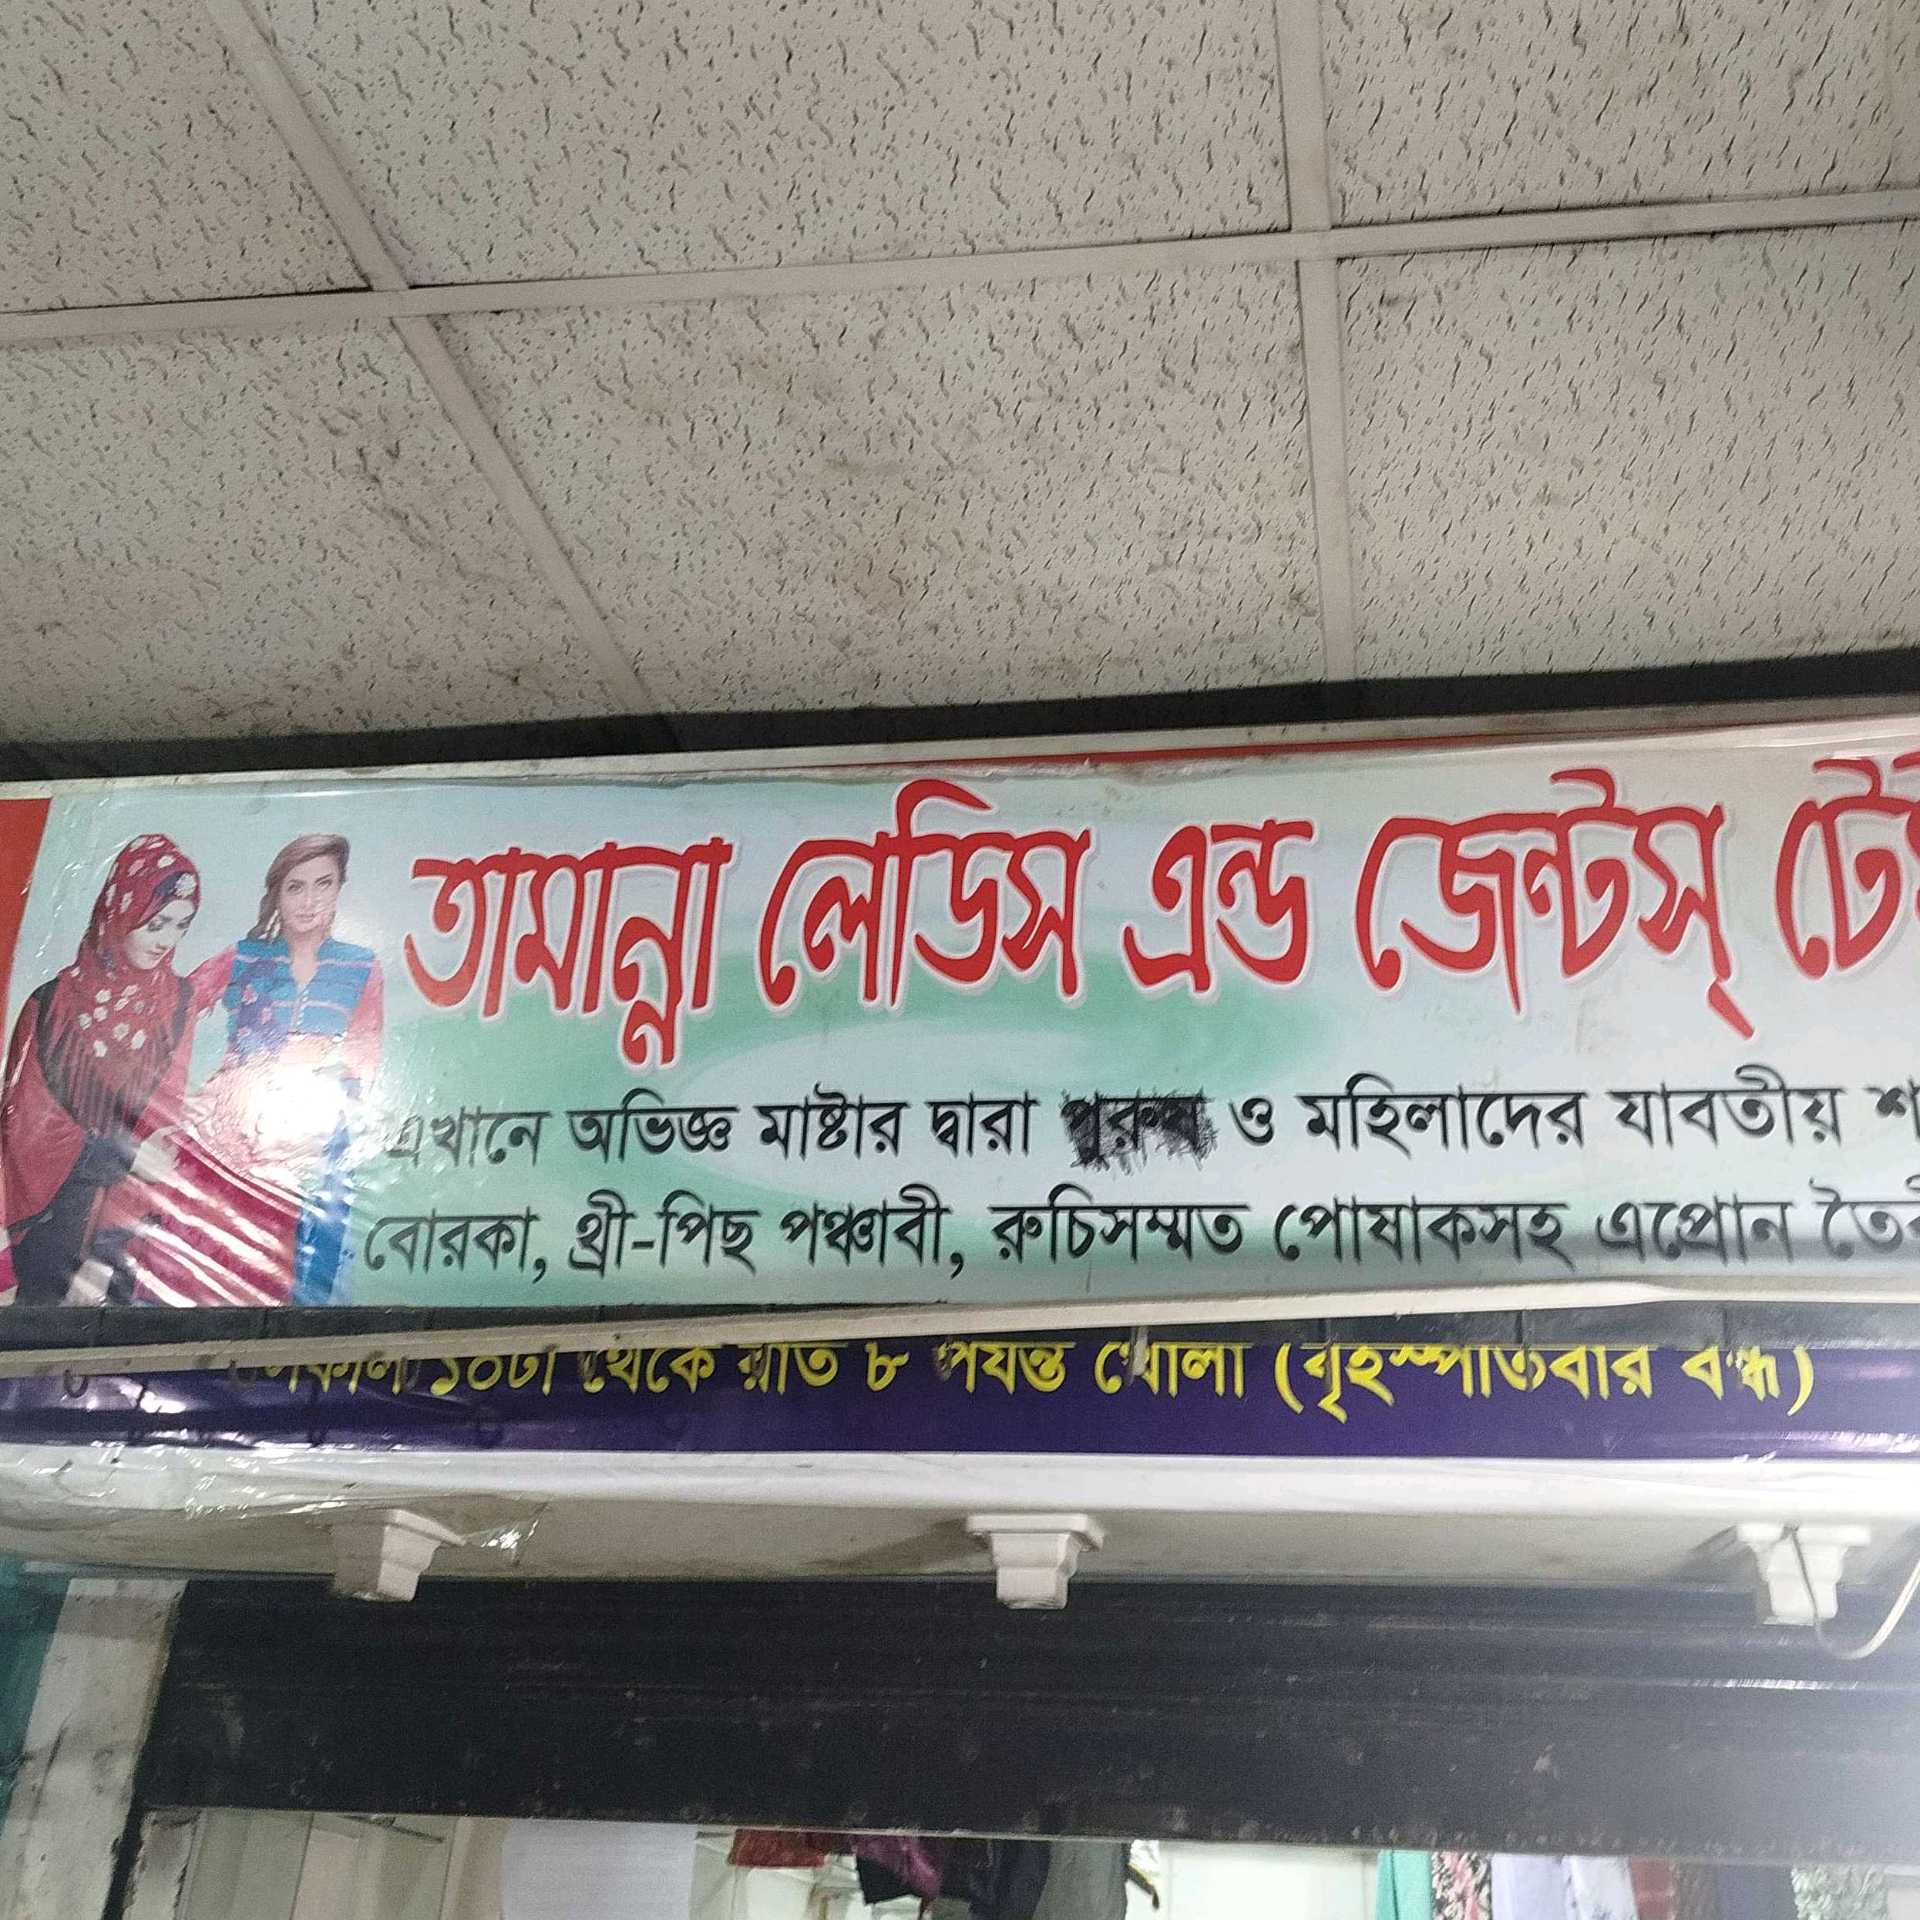 তামান্না লেডিস এন্ড জেন্টস্
এখানে অভিজ্ঞ মাষ্টার দ্বারা পুরুষ ও মহিলাদের যাবতীয়
বোরকা, থ্রী-পিছ পঞ্চাবী, রুচিসম্মত পোষাকসহ এপ্রোন
সকাল ১০টা থেকে রাত ৮ পর্যন্ত খোলা (বৃহস্পতিবার বন্ধ)